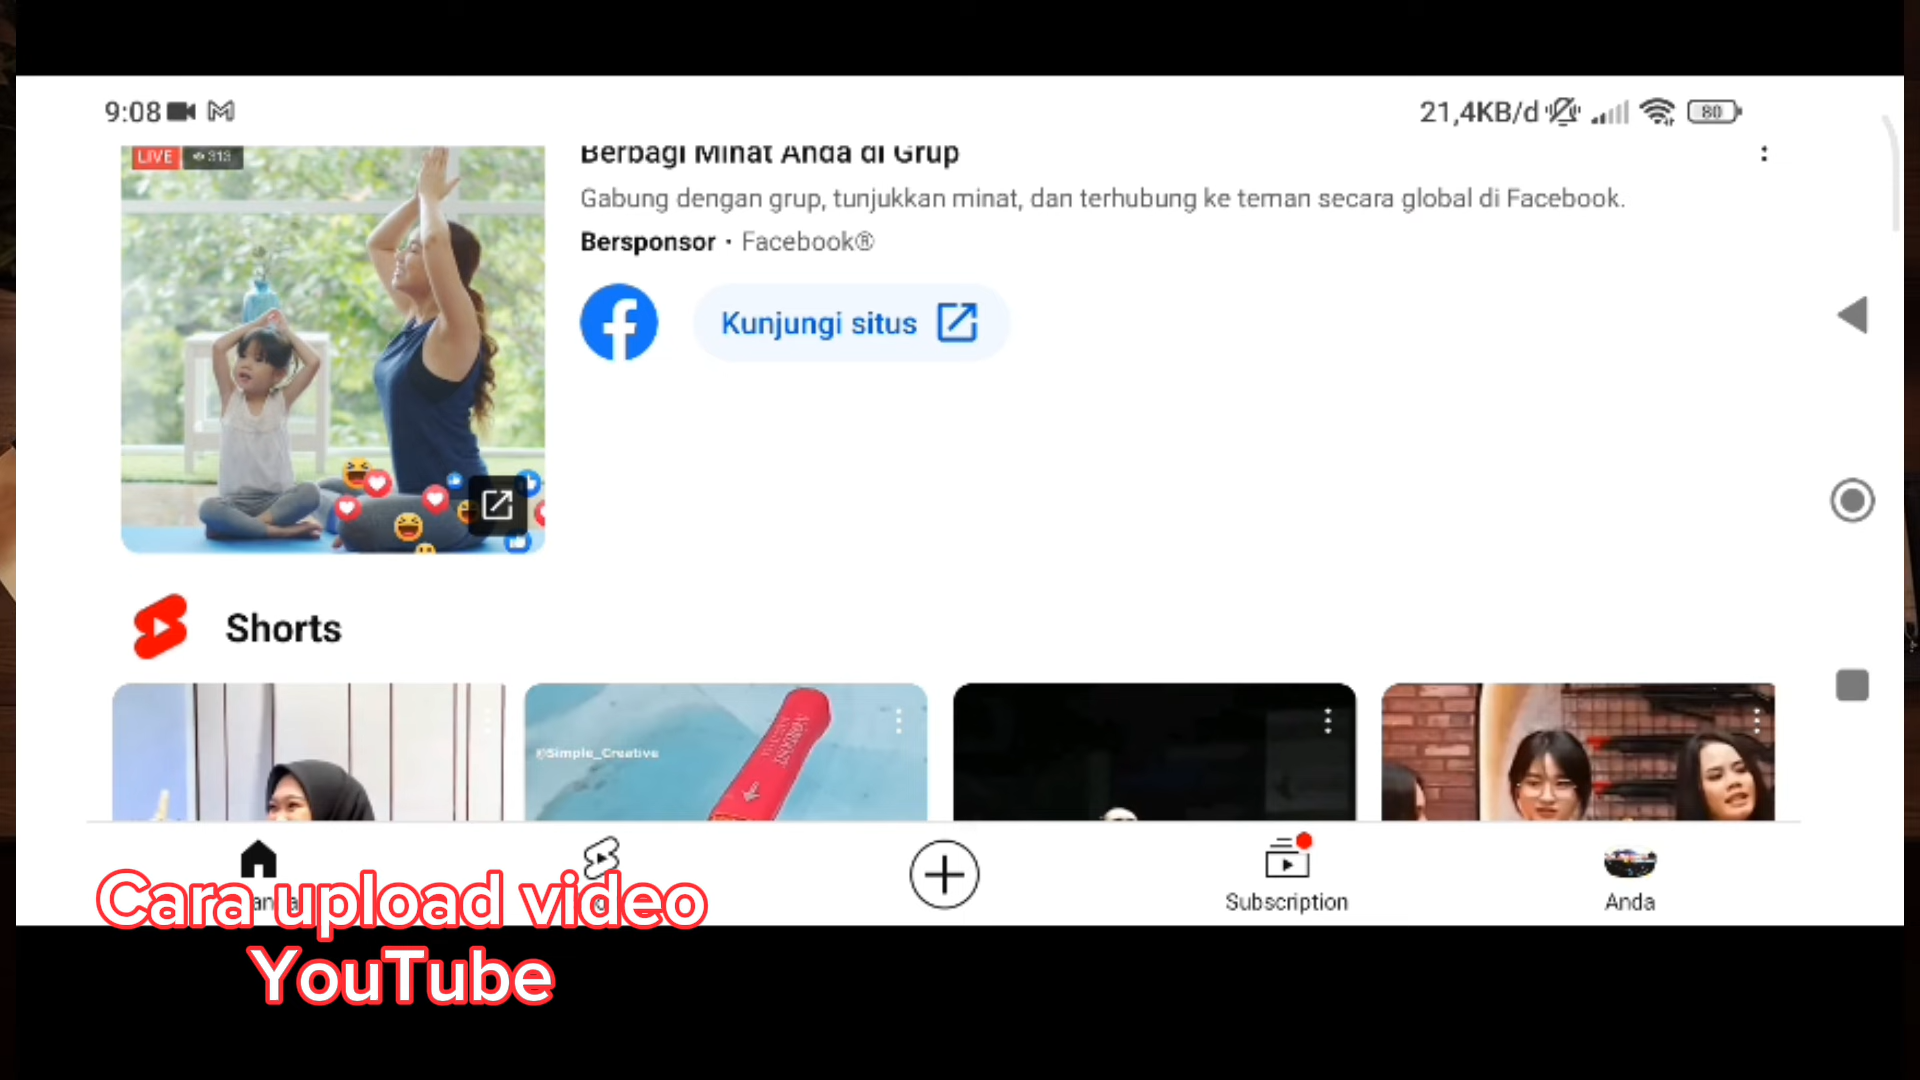 9:08
21,4KB/d
80
LIVE 313
Berbagi Minat Anda di Grup
Gabung dengan grup, tunjukkan minat, dan terhubung ke teman secara global di Facebook.
Bersponsor · Facebook®
Kunjungi situs
Shorts
©Simple_Creative
Subscription
Anda
Cara upload video
YouTube